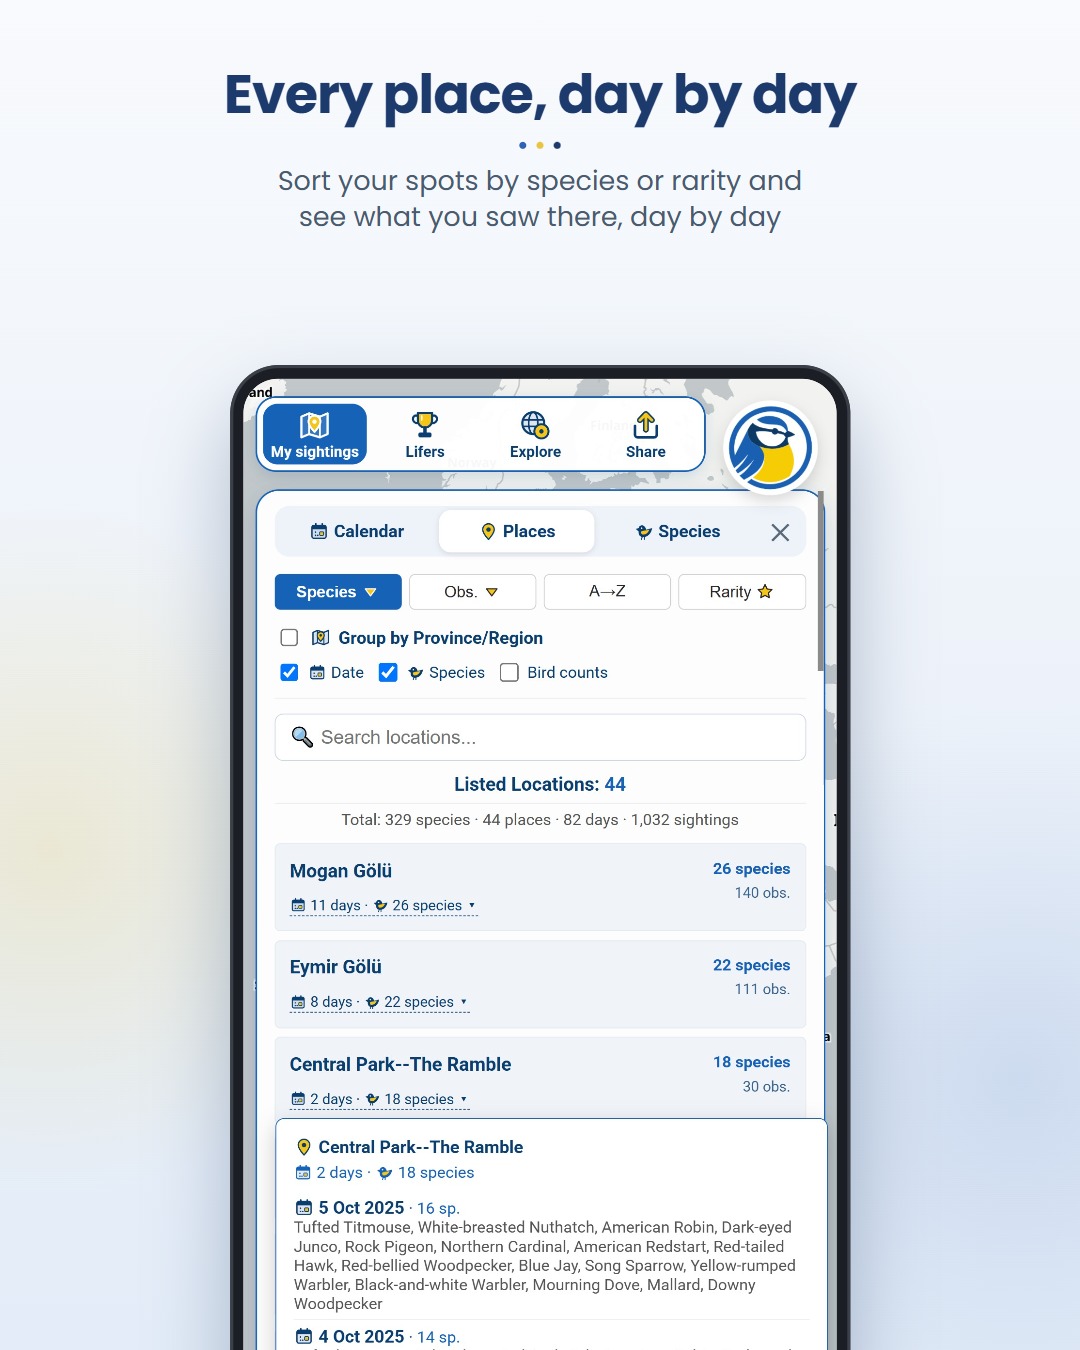 Every place, day by day
Sort your spots by species or rarity and
see what you saw there, day by day
and
My sightings
Lifers
Explore
Share
Norway
Calendar
Places
Species
Species
Obs.
A→Z
Rarity
Group by Province/Region
Date
Species
Bird counts
Search locations...
Listed Locations: 44
Total: 329 species · 44 places · 82 days · 1,032 sightings
Mogan Gölü
26 species
140 obs.
11 days · 26 species
Eymir Gölü
22 species
111 obs.
8 days · 22 species
Central Park--The Ramble
18 species
30 obs.
2 days · 18 species
Central Park--The Ramble
2 days · 18 species
5 Oct 2025 · 16 sp.
Tufted Titmouse, White-breasted Nuthatch, American Robin, Dark-eyed
Junco, Rock Pigeon, Northern Cardinal, American Redstart, Red-tailed
Hawk, Red-bellied Woodpecker, Blue Jay, Song Sparrow, Yellow-rumped
Warbler, Black-and-white Warbler, Mourning Dove, Mallard, Downy
Woodpecker
4 Oct 2025 · 14 sp.